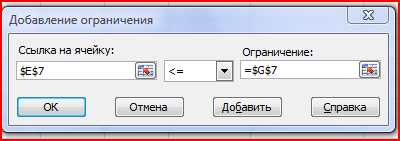 Добавление ограничения
Ссылка на ячейку: Ограничение:
$E$7 <= =$G$7
ОК Отмена Добавить Справка